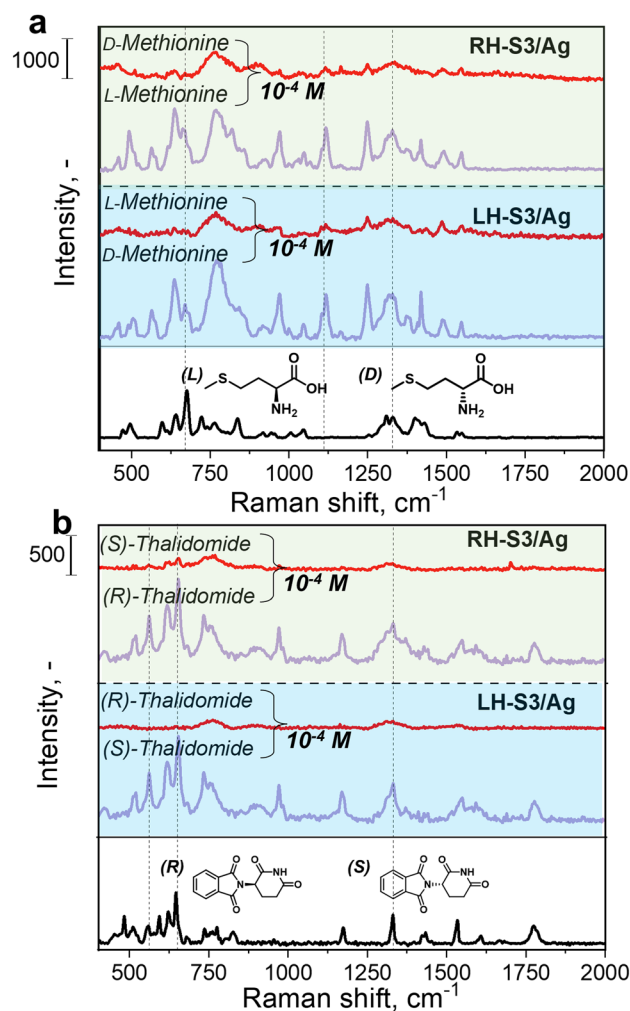 a
D-Methionine
RH-S3/Ag
1000
10⁻⁴ M
L-Methionine
L-Methionine
LH-S3/Ag
10⁻⁴ M
D-Methionine
Intensity, -
(L)
S
O
OH
NH₂
(D)
S
O
OH
NH₂
500 750 1000 1250 1500 1750 2000
Raman shift, cm⁻¹
b
(S)-Thalidomide
RH-S3/Ag
500
10⁻⁴ M
(R)-Thalidomide
(R)-Thalidomide
LH-S3/Ag
10⁻⁴ M
(S)-Thalidomide
Intensity, -
(R)
O
O
NH
N
O
O
(S)
O
O
NH
N
O
O
500 750 1000 1250 1500 1750 2000
Raman shift, cm⁻¹